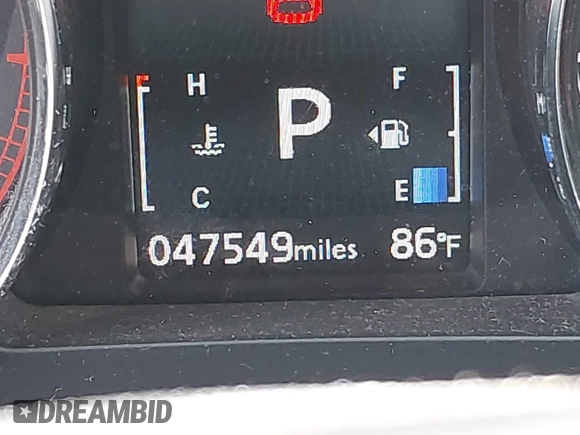 H F
P
E
C E
047549miles 86°F
DREAMBID